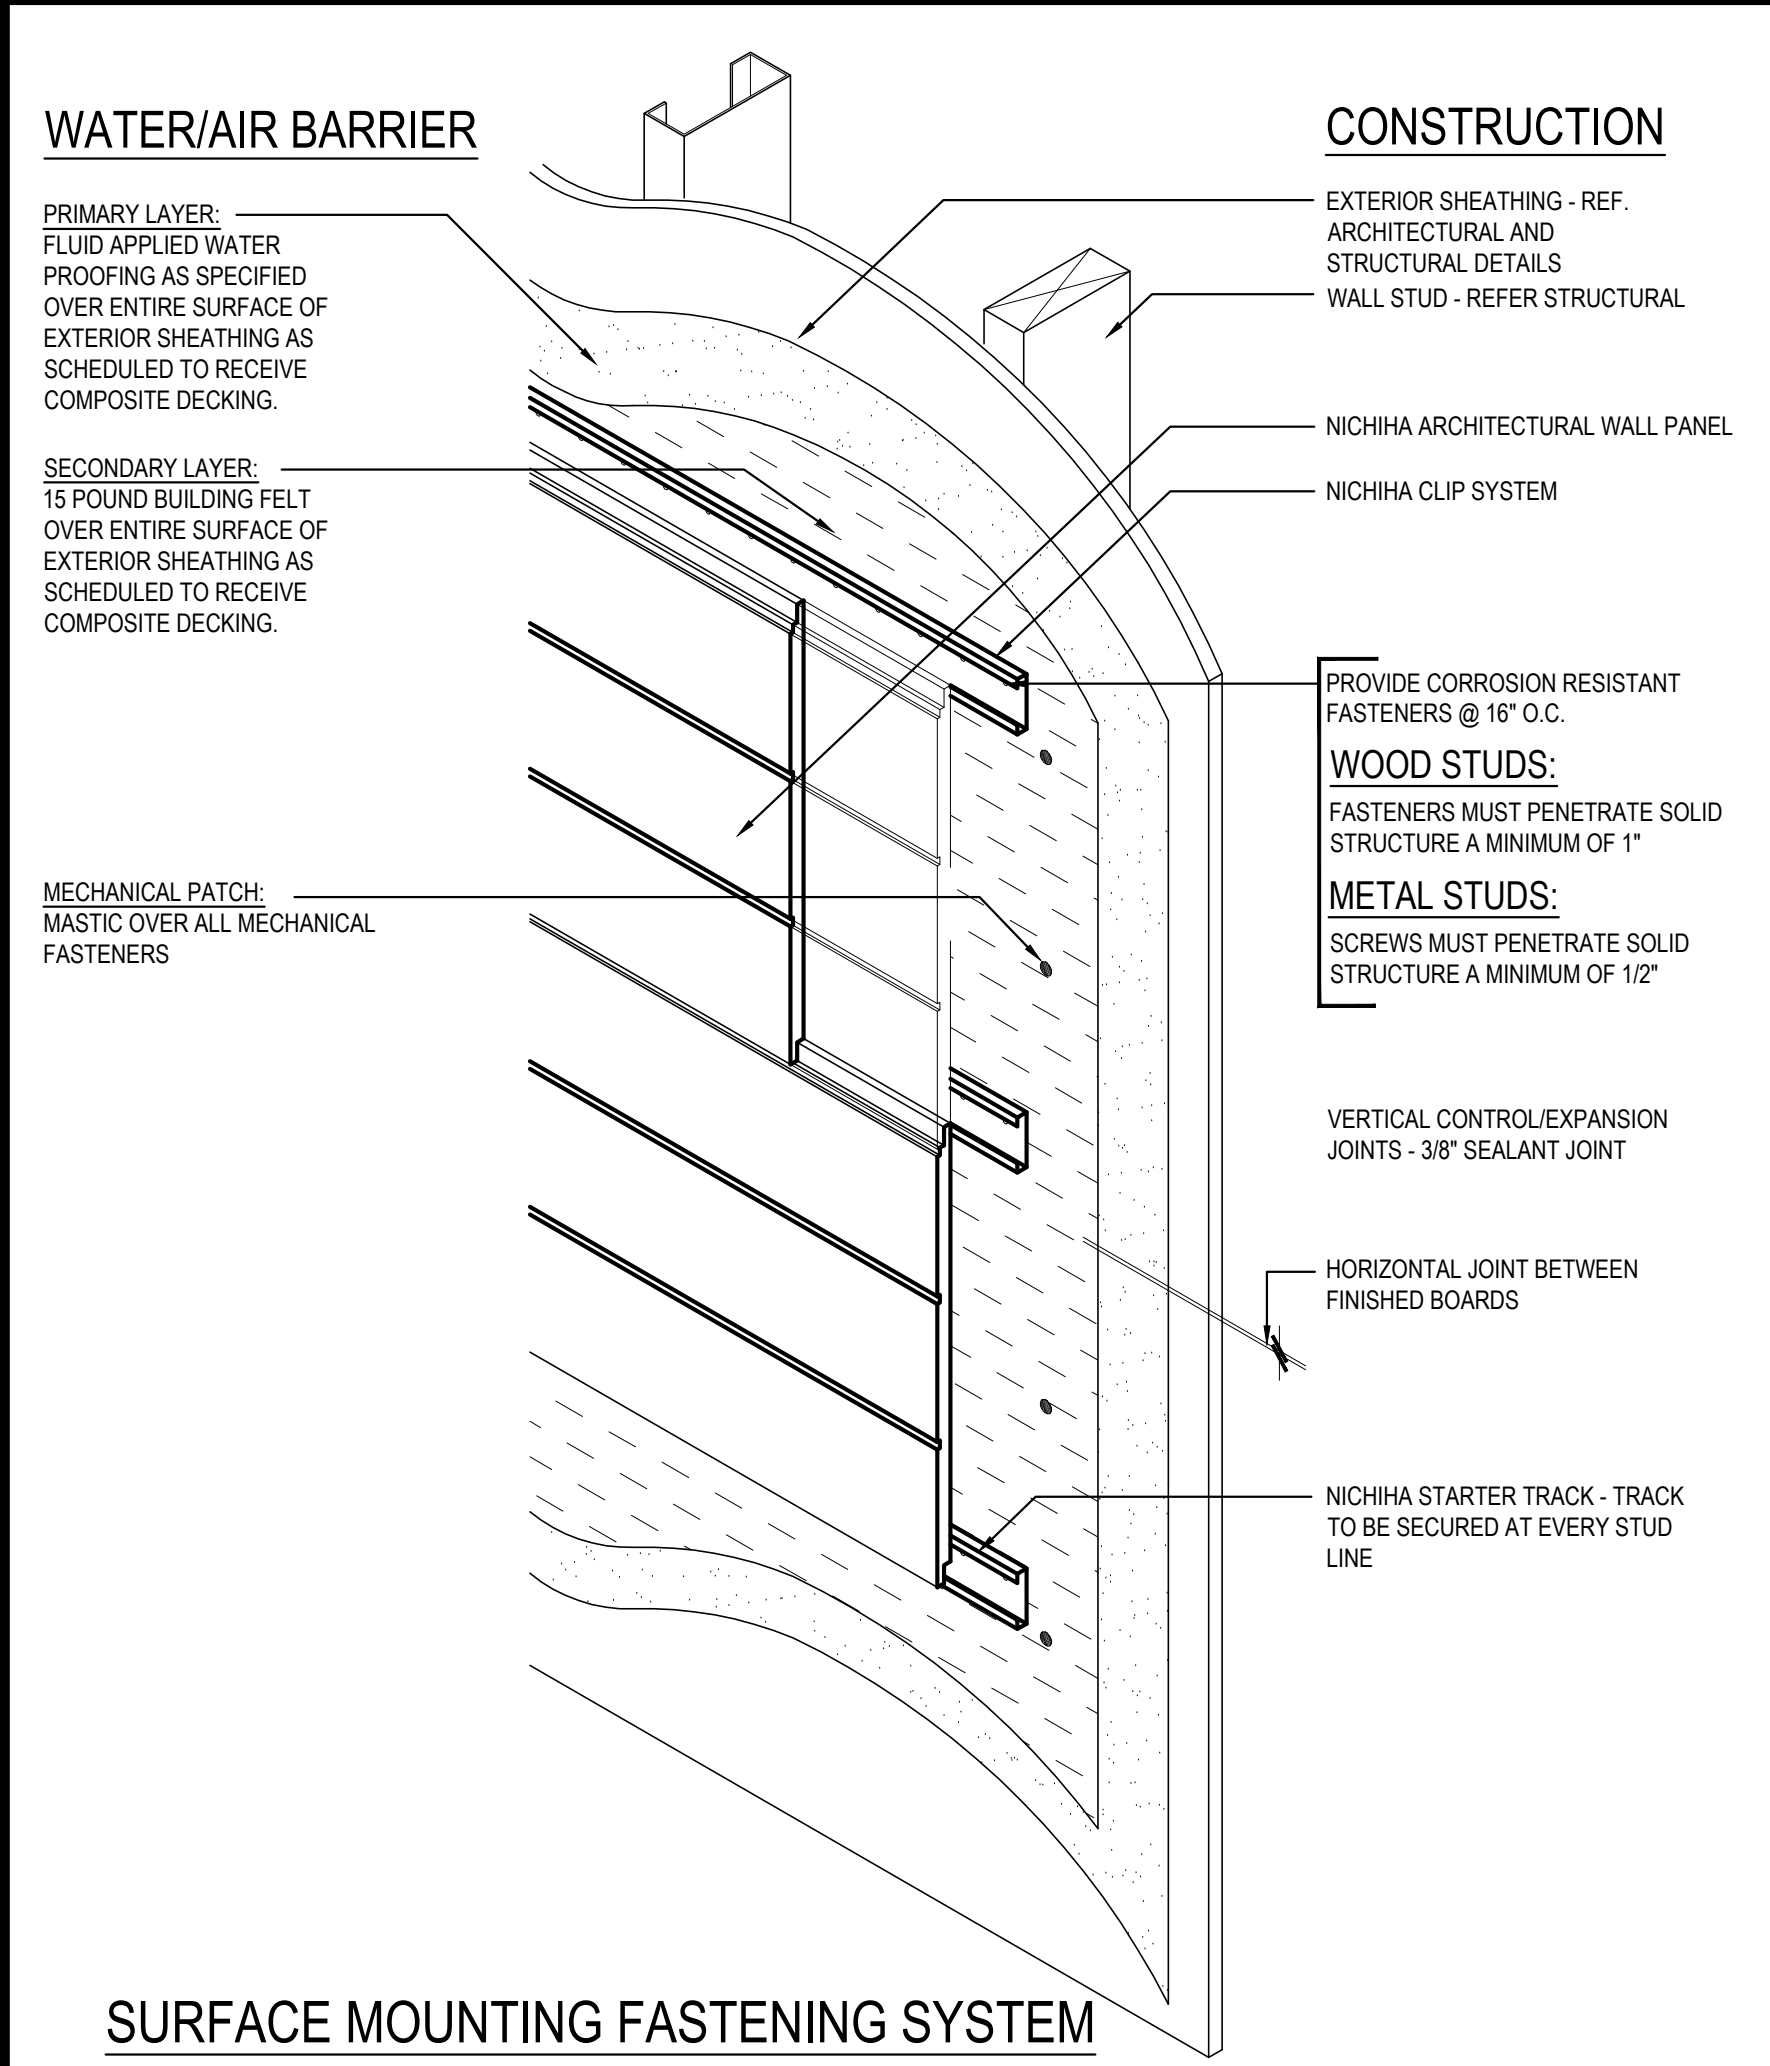 WATER/AIR BARRIER
PRIMARY LAYER:
FLUID APPLIED WATER
PROOFING AS SPECIFIED
OVER ENTIRE SURFACE OF
EXTERIOR SHEATHING AS
SCHEDULED TO RECEIVE
COMPOSITE DECKING.
SECONDARY LAYER:
15 POUND BUILDING FELT
OVER ENTIRE SURFACE OF
EXTERIOR SHEATHING AS
SCHEDULED TO RECEIVE
COMPOSITE DECKING.
MECHANICAL PATCH:
MASTIC OVER ALL MECHANICAL
FASTENERS
CONSTRUCTION
EXTERIOR SHEATHING - REF.
ARCHITECTURAL AND
STRUCTURAL DETAILS
WALL STUD - REFER STRUCTURAL
NICHIHA ARCHITECTURAL WALL PANEL
NICHIHA CLIP SYSTEM
PROVIDE CORROSION RESISTANT
FASTENERS @ 16" O.C.
WOOD STUDS:
FASTENERS MUST PENETRATE SOLID
STRUCTURE A MINIMUM OF 1"
METAL STUDS:
SCREWS MUST PENETRATE SOLID
STRUCTURE A MINIMUM OF 1/2"
VERTICAL CONTROL/EXPANSION
JOINTS - 3/8" SEALANT JOINT
HORIZONTAL JOINT BETWEEN
FINISHED BOARDS
NICHIHA STARTER TRACK - TRACK
TO BE SECURED AT EVERY STUD
LINE
SURFACE MOUNTING FASTENING SYSTEM